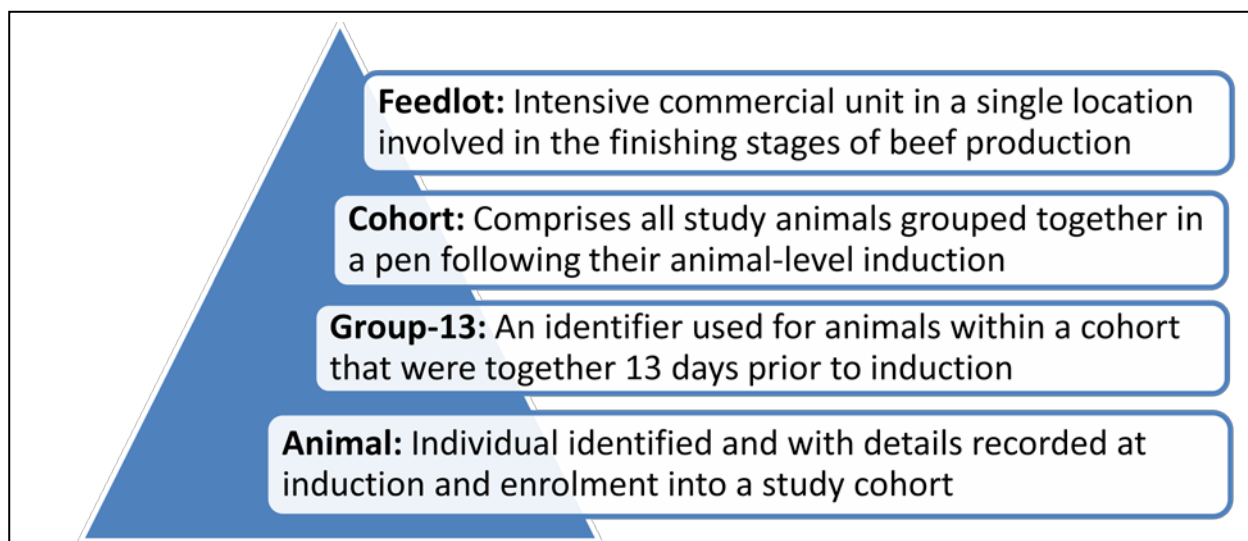 Feedlot: Intensive commercial unit in a single location
involved in the finishing stages of beef production
Cohort: Comprises all study animals grouped together in
a pen following their animal-level induction
Group-13: An identifier used for animals within a cohort
that were together 13 days prior to induction
Animal: Individual identified and with details recorded at
induction and enrolment into a study cohort